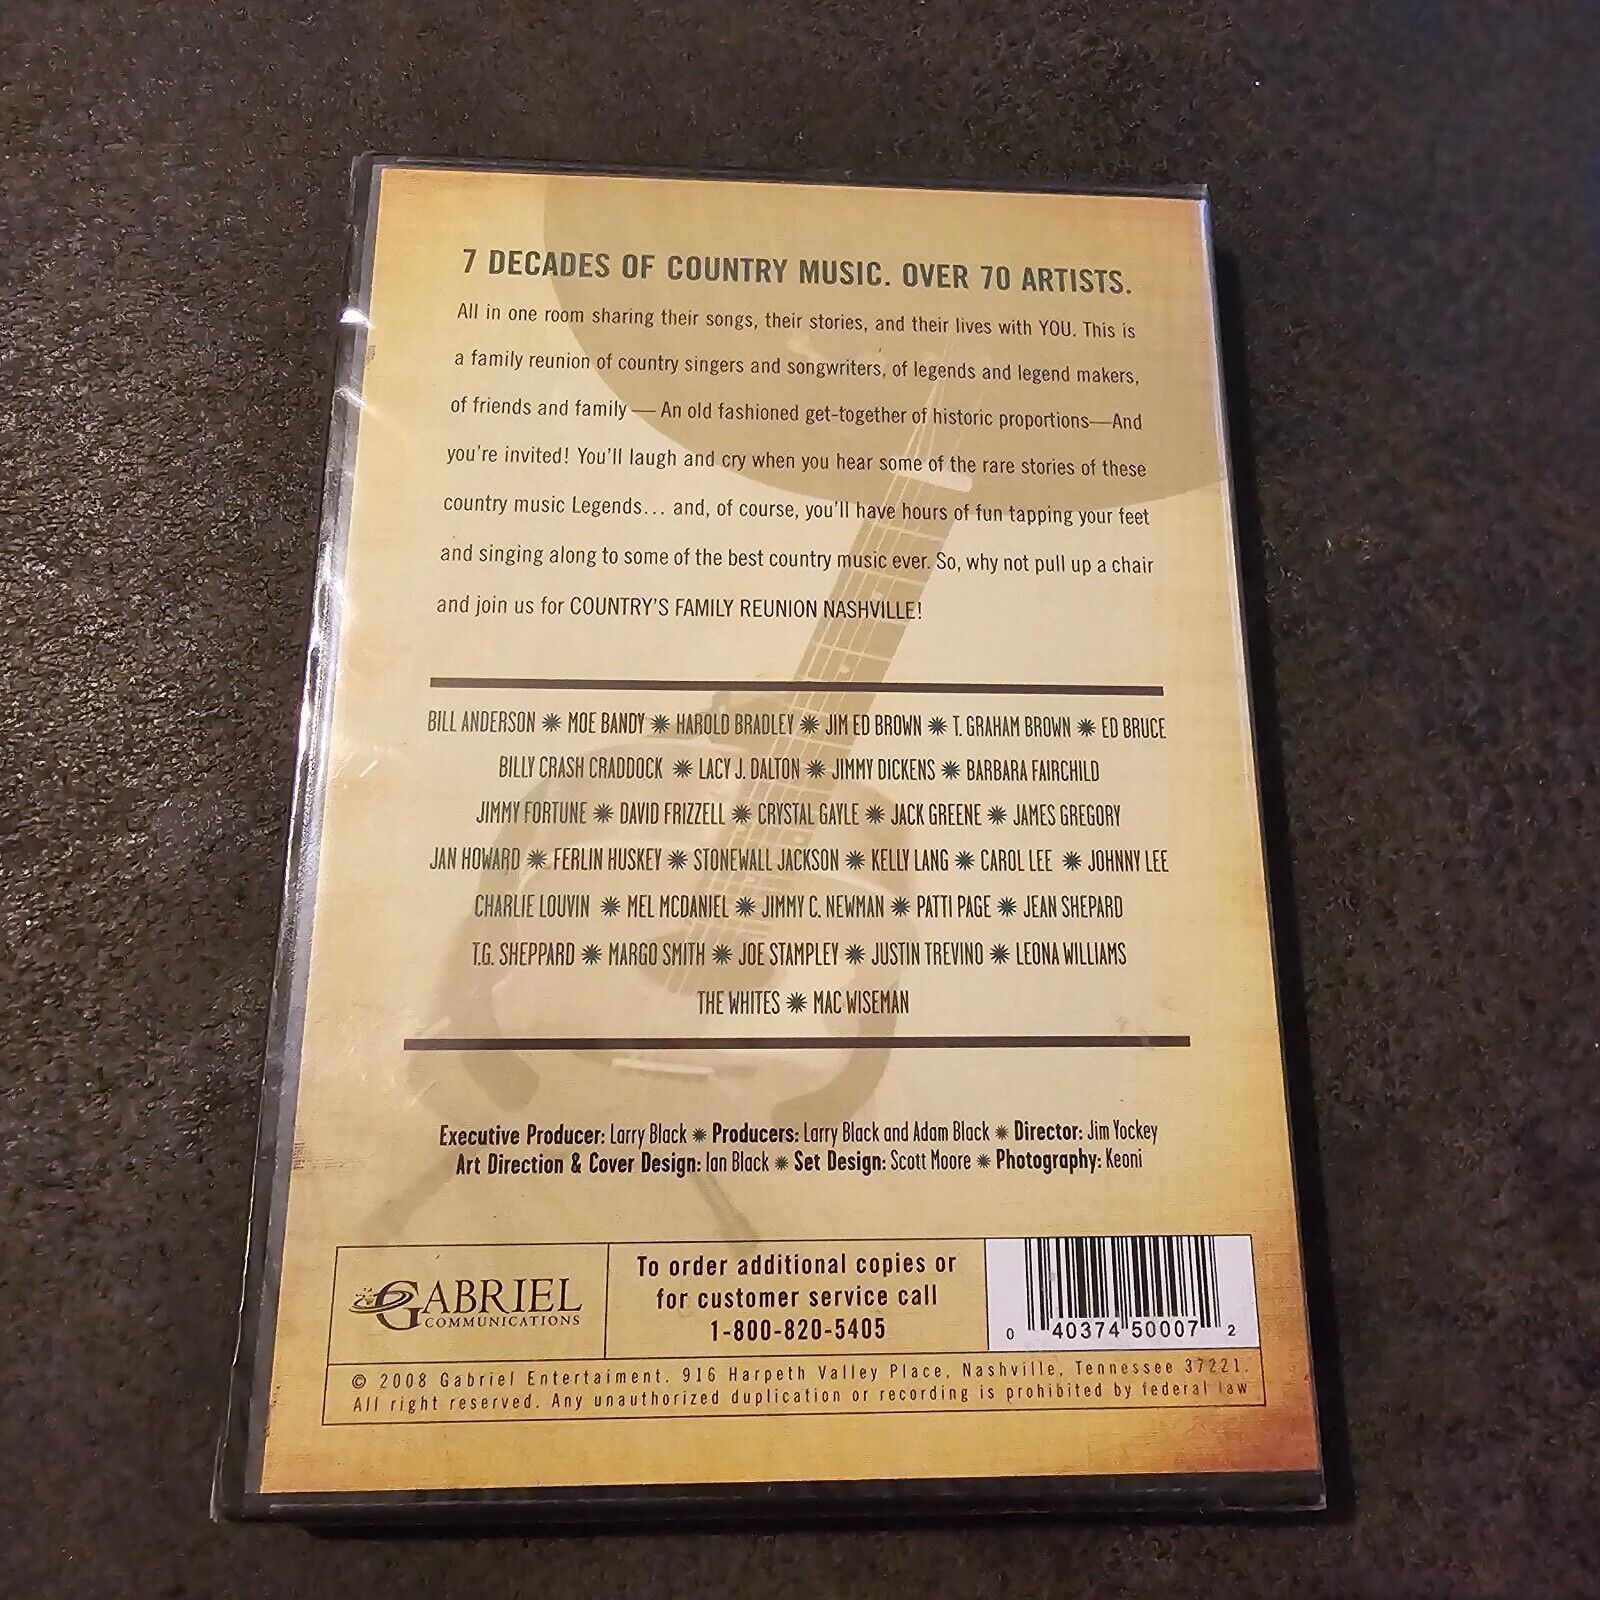 7 DECADES OF COUNTRY MUSIC. OVER 70 ARTISTS.
All in one room sharing their songs, their stories, and their lives with YOU. This is
a family reunion of country singers and songwriters, of legends and legend makers,
of friends and family — An old fashioned get-together of historic proportions—And
you're invited! You'll laugh and cry when you hear some of the rare stories of these
country music Legends... and, of course, you'll have hours of fun tapping your feet
and singing along to some of the best country music ever. So, why not pull up a chair
and join us for COUNTRY'S FAMILY REUNION NASHVILLE!
BILL ANDERSON ✹ MOE BANDY ✹ HAROLD BRADLEY ✹ JIM ED BROWN ✹ T. GRAHAM BROWN ✹ ED BRUCE
BILLY CRASH CRADDOCK ✹ LACY J. DALTON ✹ JIMMY DICKENS ✹ BARBARA FAIRCHILD
JIMMY FORTUNE ✹ DAVID FRIZZELL ✹ CRYSTAL GAYLE ✹ JACK GREENE ✹ JAMES GREGORY
JAN HOWARD ✹ FERLIN HUSKEY ✹ STONEWALL JACKSON ✹ KELLY LANG ✹ CAROL LEE ✹ JOHNNY LEE
CHARLIE LOUVIN ✹ MEL MCDANIEL ✹ JIMMY C. NEWMAN ✹ PATTI PAGE ✹ JEAN SHEPARD
T.G. SHEPPARD ✹ MARGO SMITH ✹ JOE STAMPLEY ✹ JUSTIN TREVINO ✹ LEONA WILLIAMS
THE WHITES ✹ MAC WISEMAN
Executive Producer: Larry Black ✹ Producers: Larry Black and Adam Black ✹ Director: Jim Yockey
Art Direction & Cover Design: Ian Black ✹ Set Design: Scott Moore ✹ Photography: Keoni
GABRIEL
COMMUNICATIONS
To order additional copies or
for customer service call
1-800-820-5405
0 40374 50007 2
© 2008 Gabriel Entertaiment. 916 Harpeth Valley Place, Nashville, Tennessee 37221.
All right reserved. Any unauthorized duplication or recording is prohibited by federal law